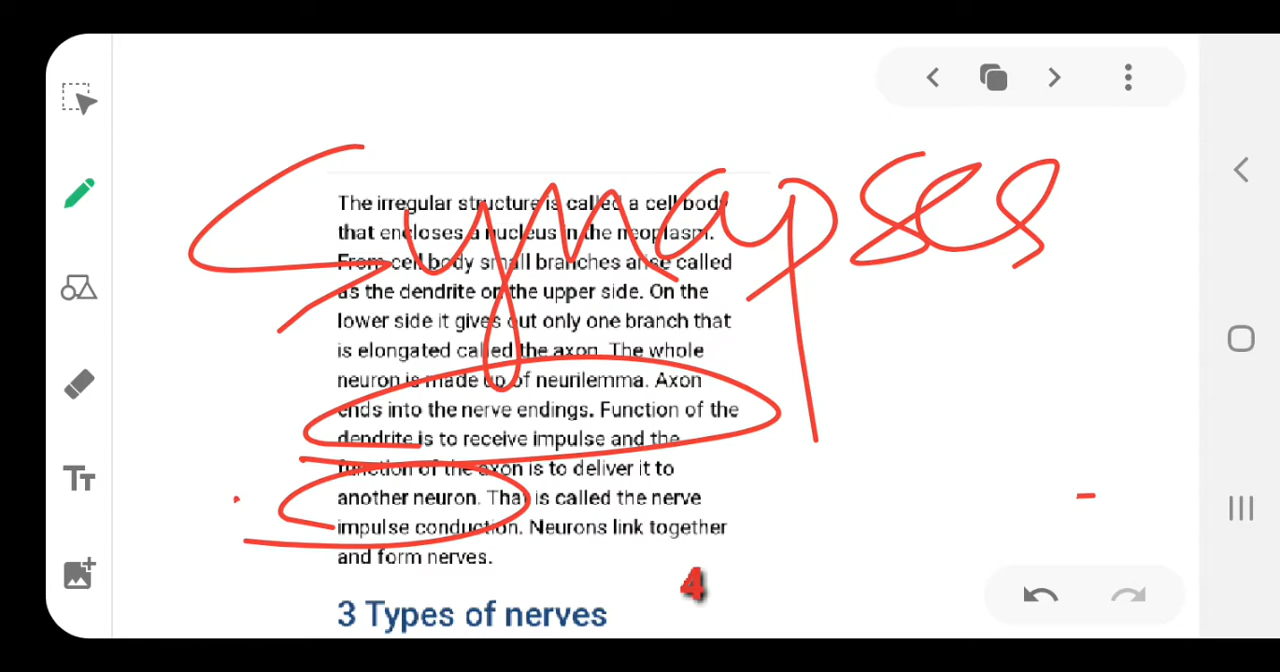 Synapses
The irregular structure is called a cell body
that encloses a nucleus in the neoplasm.
From cell body small branches arise called
as the dendrite on the upper side. On the
lower side it gives out only one branch that
is elongated called the axon. The whole
neuron is made up of neurilemma. Axon
ends into the nerve endings. Function of the
dendrite is to receive impulse and the
function of the axon is to deliver it to
another neuron. That is called the nerve
impulse conduction. Neurons link together
and form nerves.
4
3 Types of nerves
Tт